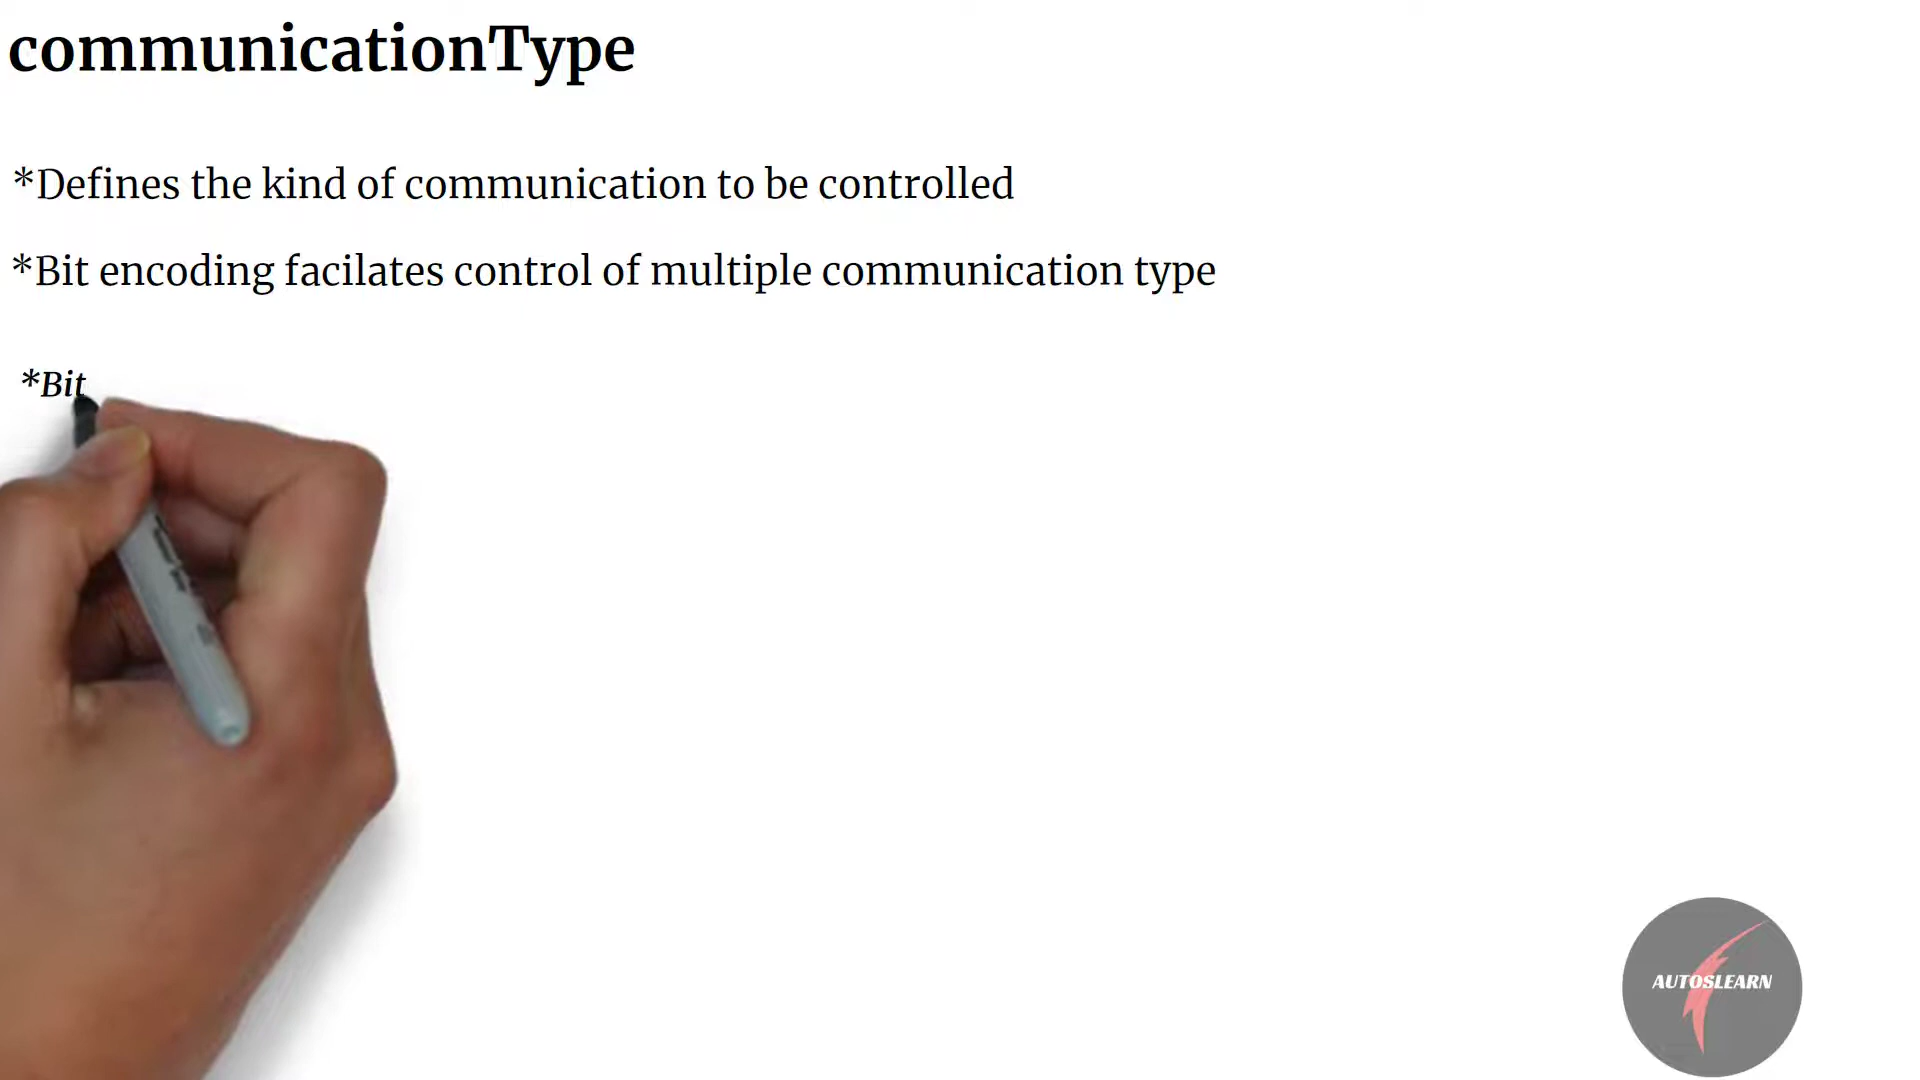 communicationType
*Defines the kind of communication to be controlled
*Bit encoding facilates control of multiple communication type
*Bit
AUTOSLEARN